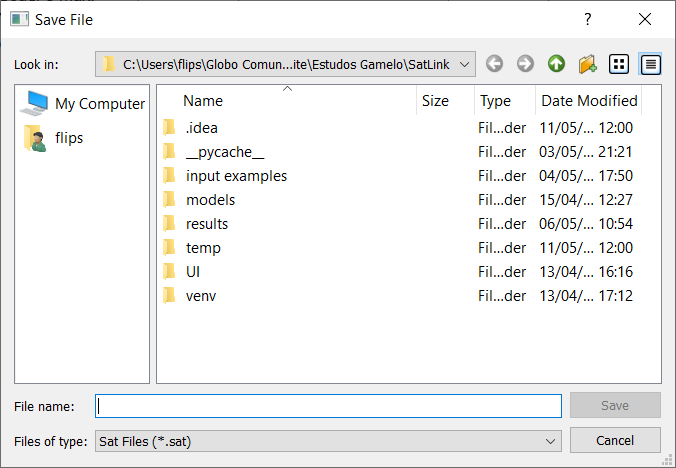 Save File
?
Look in: C:\Users\flips\Globo Comun...ite\Estudos Gamelo\SatLink
My Computer
flips
Name Size Type Date Modified
.idea Fil...der 11/05/... 12:00
__pycache__ Fil...der 03/05/... 21:21
input examples Fil...der 04/05/... 17:50
models Fil...der 15/04/... 12:27
results Fil...der 06/05/... 10:54
temp Fil...der 11/05/... 12:00
UI Fil...der 13/04/... 16:16
venv Fil...der 13/04/... 17:12
File name: Save
Files of type: Sat Files (*.sat) Cancel